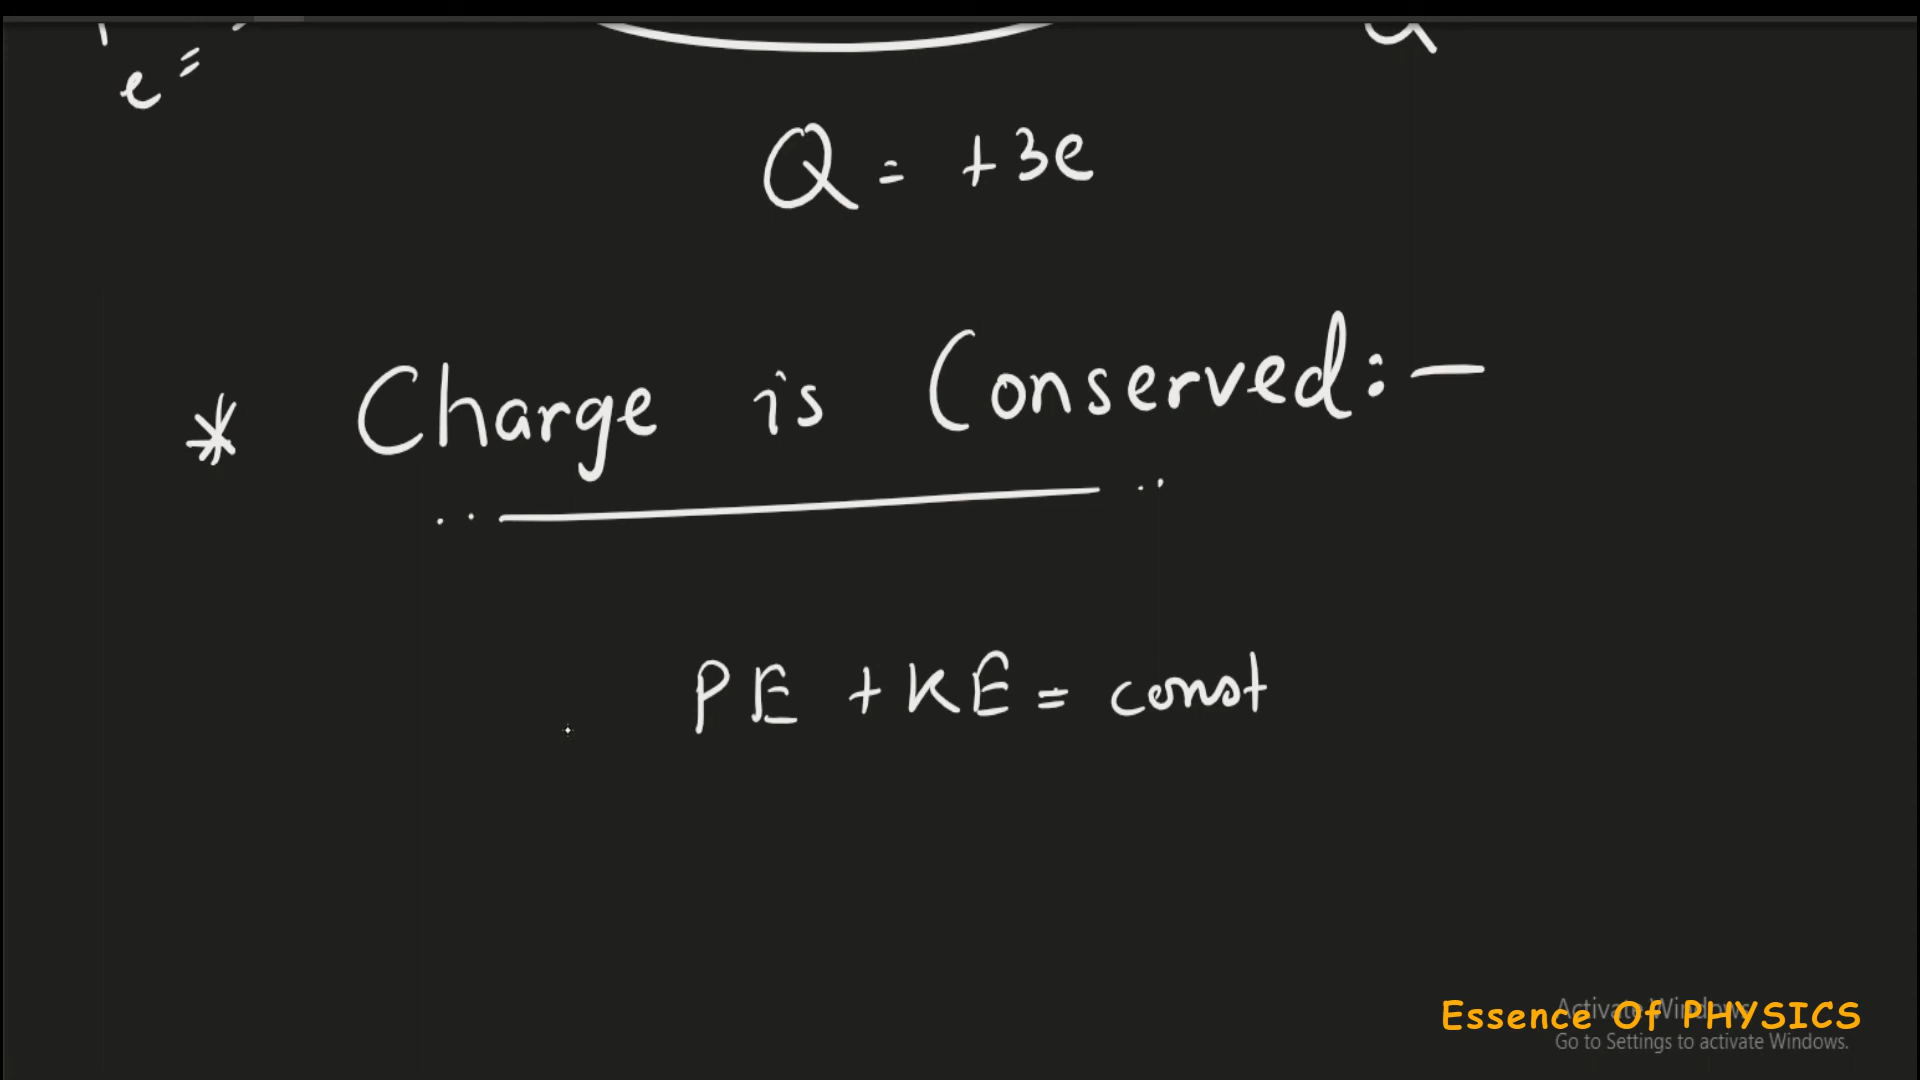 e =
Q = +3e
* Charge is Conserved:-
PE + KE = const
Essence Of PHYSICS
Activate Windows
Go to Settings to activate Windows.